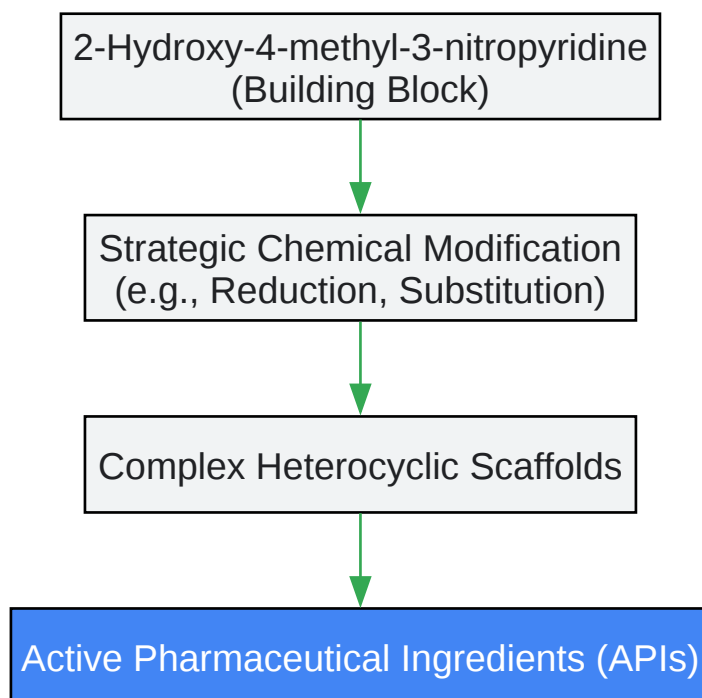 2-Hydroxy-4-methyl-3-nitropyridine
(Building Block)
Strategic Chemical Modification
(e.g., Reduction, Substitution)
Complex Heterocyclic Scaffolds
Active Pharmaceutical Ingredients (APIs)